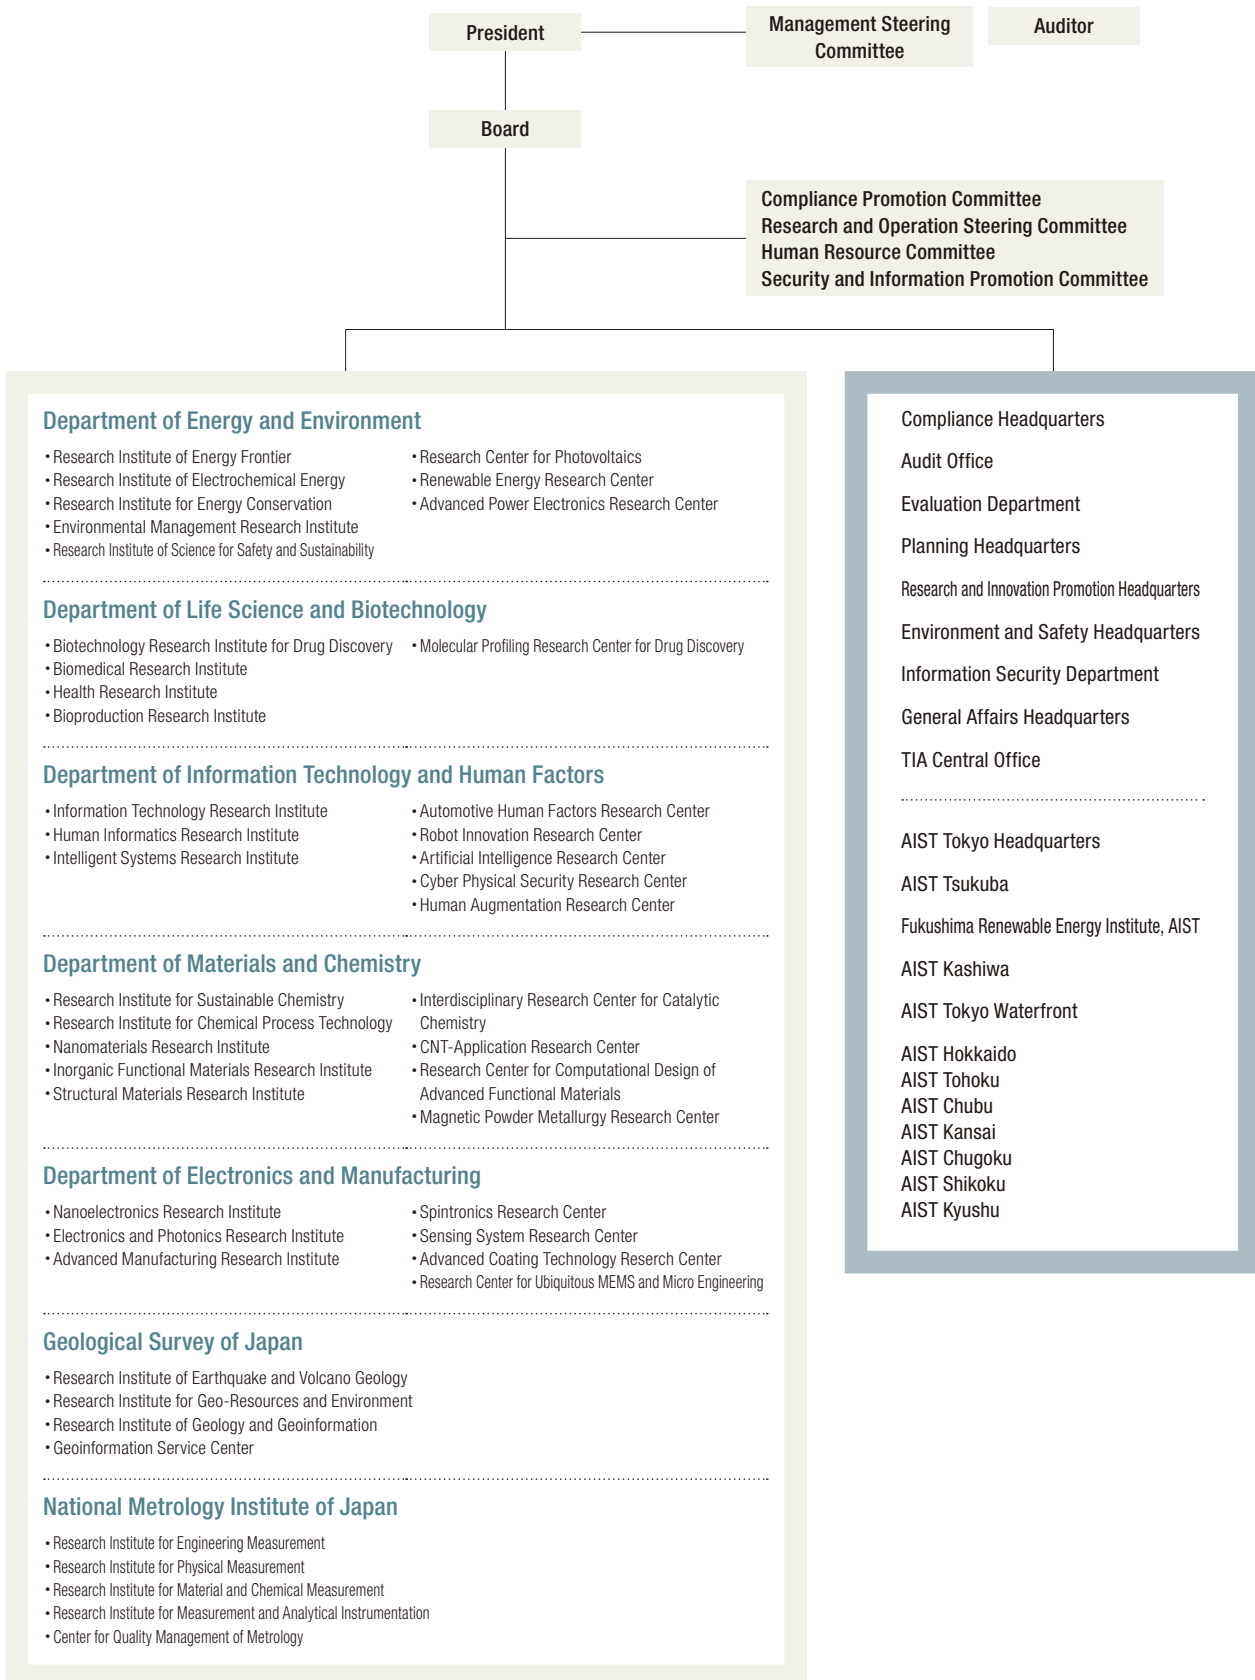 President
Management Steering
Committee
Auditor
Board
Compliance Promotion Committee
Research and Operation Steering Committee
Human Resource Committee
Security and Information Promotion Committee
Department of Energy and Environment
• Research Institute of Energy Frontier
• Research Institute of Electrochemical Energy
• Research Institute for Energy Conservation
• Environmental Management Research Institute
• Research Institute of Science for Safety and Sustainability
• Research Center for Photovoltaics
• Renewable Energy Research Center
• Advanced Power Electronics Research Center
Department of Life Science and Biotechnology
• Biotechnology Research Institute for Drug Discovery
• Biomedical Research Institute
• Health Research Institute
• Bioproduction Research Institute
• Molecular Profiling Research Center for Drug Discovery
Department of Information Technology and Human Factors
• Information Technology Research Institute
• Human Informatics Research Institute
• Intelligent Systems Research Institute
• Automotive Human Factors Research Center
• Robot Innovation Research Center
• Artificial Intelligence Research Center
• Cyber Physical Security Research Center
• Human Augmentation Research Center
Department of Materials and Chemistry
• Research Institute for Sustainable Chemistry
• Research Institute for Chemical Process Technology
• Nanomaterials Research Institute
• Inorganic Functional Materials Research Institute
• Structural Materials Research Institute
• Interdisciplinary Research Center for Catalytic
Chemistry
• CNT-Application Research Center
• Research Center for Computational Design of
Advanced Functional Materials
• Magnetic Powder Metallurgy Research Center
Department of Electronics and Manufacturing
• Nanoelectronics Research Institute
• Electronics and Photonics Research Institute
• Advanced Manufacturing Research Institute
• Spintronics Research Center
• Sensing System Research Center
• Advanced Coating Technology Reserch Center
• Research Center for Ubiquitous MEMS and Micro Engineering
Geological Survey of Japan
• Research Institute of Earthquake and Volcano Geology
• Research Institute for Geo-Resources and Environment
• Research Institute of Geology and Geoinformation
• Geoinformation Service Center
National Metrology Institute of Japan
• Research Institute for Engineering Measurement
• Research Institute for Physical Measurement
• Research Institute for Material and Chemical Measurement
• Research Institute for Measurement and Analytical Instrumentation
• Center for Quality Management of Metrology
Compliance Headquarters
Audit Office
Evaluation Department
Planning Headquarters
Research and Innovation Promotion Headquarters
Environment and Safety Headquarters
Information Security Department
General Affairs Headquarters
TIA Central Office
AIST Tokyo Headquarters
AIST Tsukuba
Fukushima Renewable Energy Institute, AIST
AIST Kashiwa
AIST Tokyo Waterfront
AIST Hokkaido
AIST Tohoku
AIST Chubu
AIST Kansai
AIST Chugoku
AIST Shikoku
AIST Kyushu